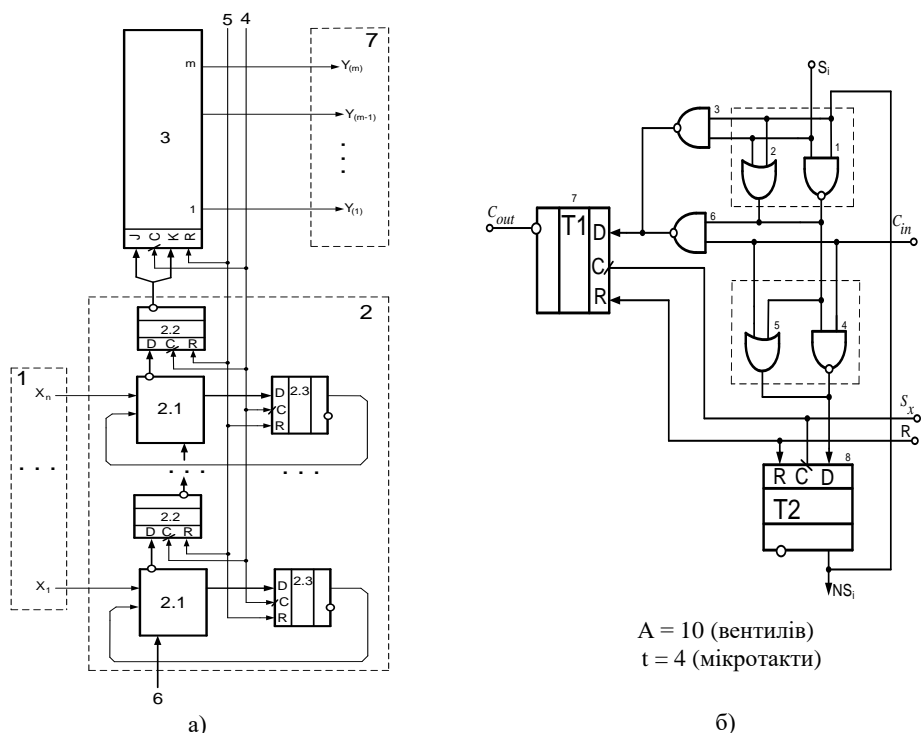 5 4
7
m
Y(m)
Y(m-1)
3
1
Y(1)
J C K R
2.2
2
D C R
1
Xn
2.1
D 2.3
C
R
. . .
. . .
. . .
2.2
D C R
X1
2.1
D 2.3
C
R
6
a)
Si
3
2
1
7
Cout
T1
D
C
R
6
Cin
5
4
Sx
R
8
R C D
T2
NSi
A = 10 (вентилів)
t = 4 (мікротакти)
б)